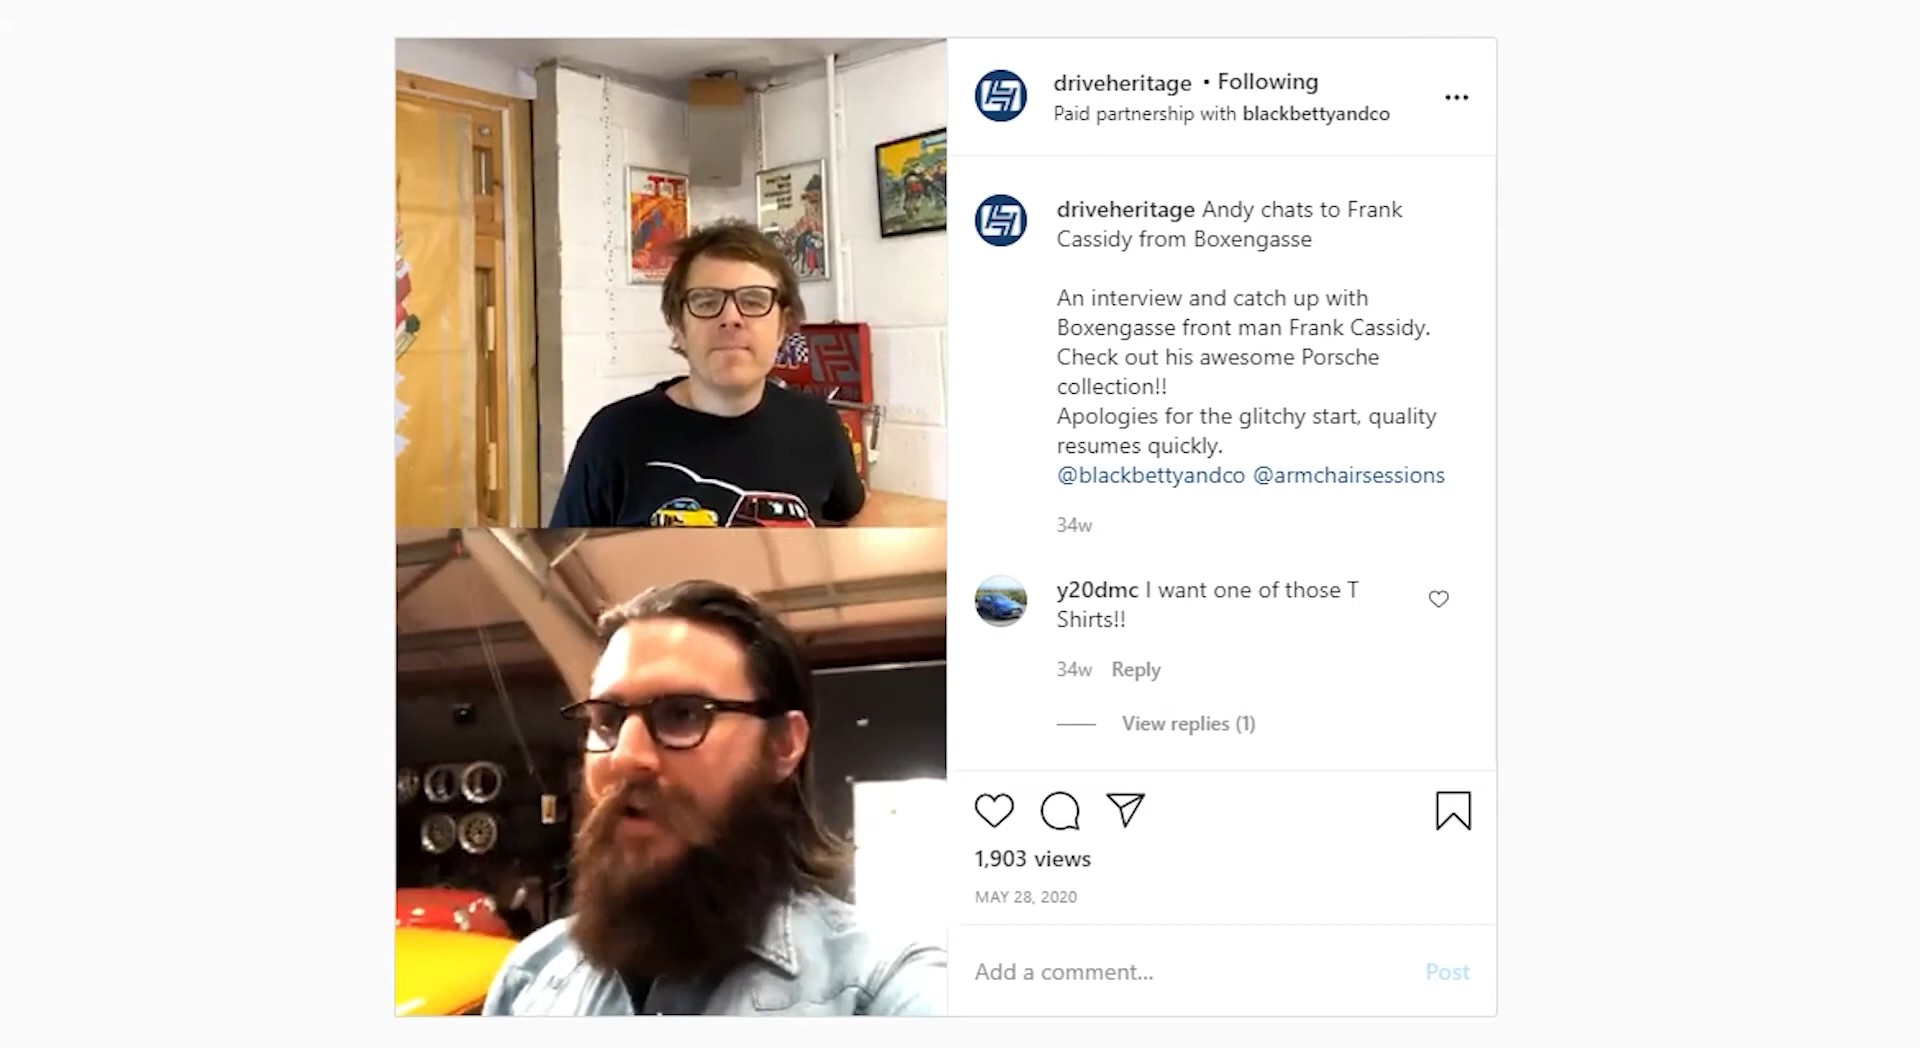 driveheritage • Following
Paid partnership with blackbettyandco
driveheritage Andy chats to Frank
Cassidy from Boxengasse
An interview and catch up with
Boxengasse front man Frank Cassidy.
Check out his awesome Porsche
collection!!
Apologies for the glitchy start, quality
resumes quickly.
@blackbettyandco @armchairsessions
34w
y20dmc I want one of those T
Shirts!!
34w Reply
View replies (1)
1,903 views
MAY 28, 2020
Add a comment... Post